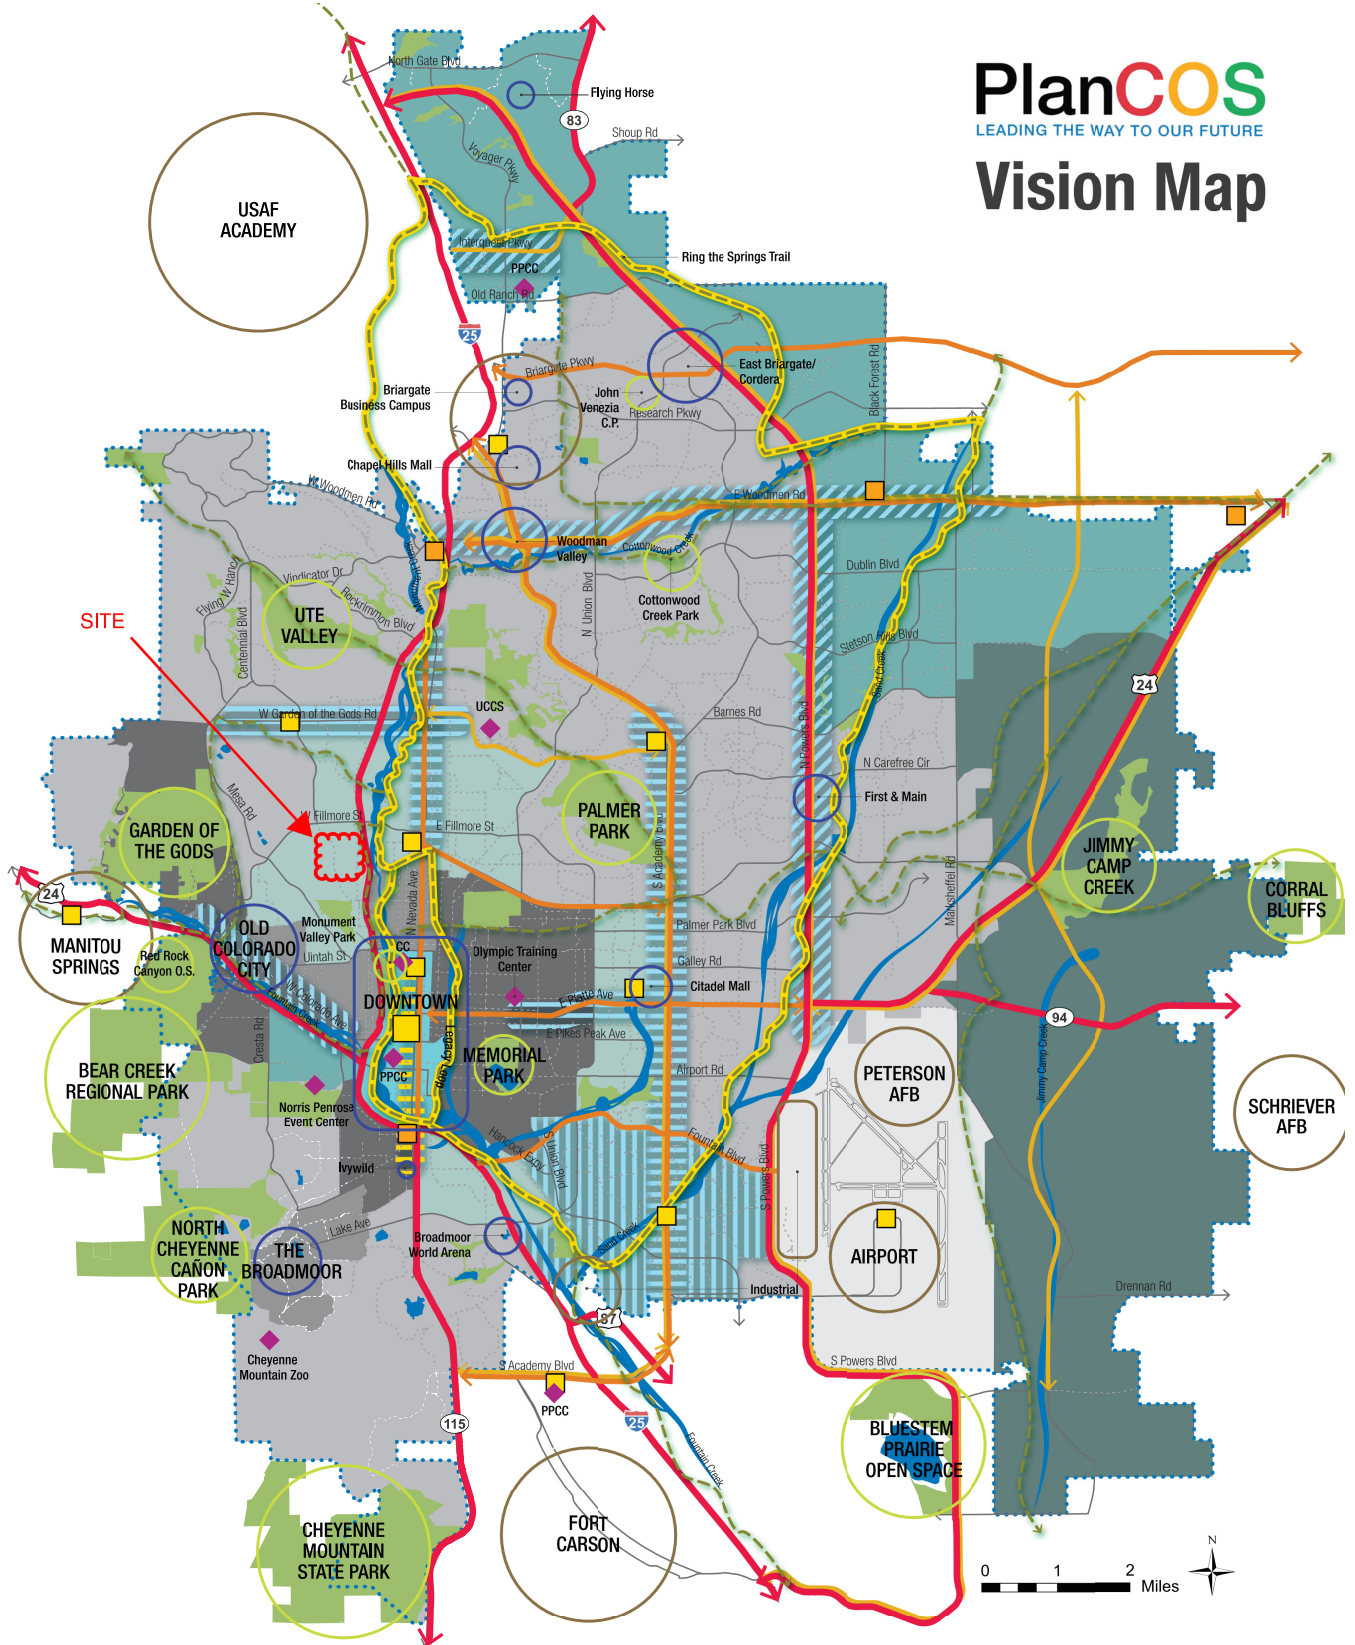 PlanCOS
LEADING THE WAY TO OUR FUTURE
Vision Map
North Gate Blvd
Flying Horse
83
Shoup Rd
Voyager Pkwy
USAF
ACADEMY
Interquest Pkwy
Ring the Springs Trail
PPCC
Old Ranch Rd
25
Briargate Pkwy
East Briargate/
Cordera
Black Forest Rd
Briargate
Business Campus
John
Venezia
C.P.
Research Pkwy
Chapel Hills Mall
W Woodmen Rd
E Woodmen Rd
Woodman
Valley
Cottonwood Creek
Monument Creek
Dublin Blvd
Flying W Ranch
Vindicator Dr
Rockrimmon Blvd
Centennial Blvd
UTE
VALLEY
N Union Blvd
Cottonwood
Creek Park
Stetson Hills Blvd
Sand Creek
SITE
24
W Garden of the Gods Rd
UCCS
Barnes Rd
N Powers Blvd
N Carefree Cir
Mesa Rd
First & Main
W Fillmore St
E Fillmore St
PALMER
PARK
S Academy Blvd
GARDEN OF
THE GODS
JIMMY
CAMP
CREEK
Marksheffel Rd
CORRAL
BLUFFS
24
MANITOU
SPRINGS
Red Rock
Canyon O.S.
OLD
COLORADO
CITY
Monument
Valley Park
Uintah St
N Nevada Ave
CC
Olympic Training
Center
Palmer Park Blvd
Galley Rd
Citadel Mall
W Colorado Ave
Fountain Creek
DOWNTOWN
E Platte Ave
E Pikes Peak Ave
Legacy Loop
94
Cresta Rd
BEAR CREEK
REGIONAL PARK
PPCC
MEMORIAL
PARK
Airport Rd
PETERSON
AFB
Jimmy Camp Creek
SCHRIEVER
AFB
Norris Penrose
Event Center
Hancock Expy
S Union Blvd
Fountain Blvd
S Powers Blvd
Ivywild
NORTH
CHEYENNE
CAÑON
PARK
Lake Ave
THE
BROADMOOR
Broadmoor
World Arena
Sand Creek
AIRPORT
Industrial
Drennan Rd
87
Cheyenne
Mountain Zoo
S Academy Blvd
S Powers Blvd
PPCC
115
25
Fountain Creek
BLUESTEM
PRAIRIE
OPEN SPACE
CHEYENNE
MOUNTAIN
STATE PARK
FORT
CARSON
N
0 1 2
Miles